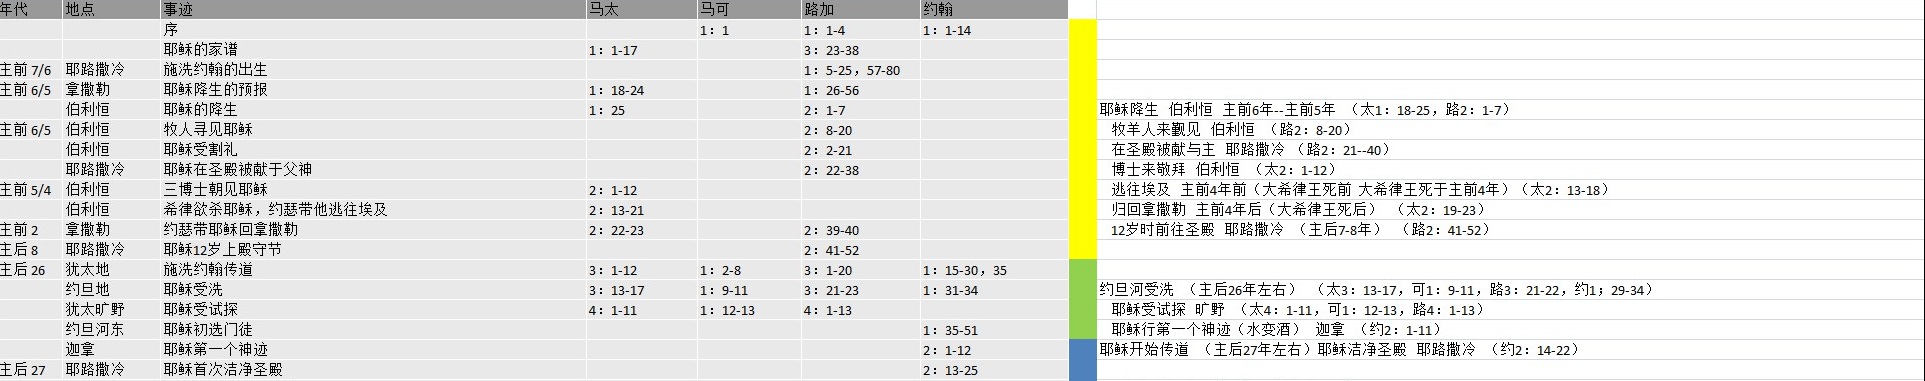 年代 地点 事迹 马太 马可 路加 约翰
序 1：1 1：1-4 1：1-14
耶稣的家谱 1：1-17 3：23-38
主前 7/6 耶路撒冷 施洗约翰的出生 1：5-25，57-80
主前 6/5 拿撒勒 耶稣降生的预报 1：18-24 1：26-56
伯利恒 耶稣的降生 1：25 2：1-7 耶稣降生 伯利恒 主前6年--主前5年 （太1：18-25，路2：1-7）
主前 6/5 伯利恒 牧人寻见耶稣 2：8-20 牧羊人来觐见 伯利恒 （路2：8-20）
伯利恒 耶稣受割礼 2：2-21 在圣殿被献与主 耶路撒冷 （路2：21--40）
耶路撒冷 耶稣在圣殿被献于父神 2：22-38 博士来敬拜 伯利恒 （太2：1-12）
主前 5/4 伯利恒 三博士朝见耶稣 2：1-12 逃往埃及 主前4年前（大希律王死前 大希律王死于主前4年）（太2：13-18）
伯利恒 希律欲杀耶稣，约瑟带他逃往埃及 2：13-21 归回拿撒勒 主前4年后（大希律王死后） （太2：19-23）
主前 2 拿撒勒 约瑟带耶稣回拿撒勒 2：22-23 2：39-40 12岁时前往圣殿 耶路撒冷 （主后7-8年） （路2：41-52）
主后 8 耶路撒冷 耶稣12岁上殿守节 2：41-52
主后 26 犹太地 施洗约翰传道 3：1-12 1：2-8 3：1-20 1：15-30，35
约旦地 耶稣受洗 3：13-17 1：9-11 3：21-23 1：31-34 约旦河受洗 （主后26年左右） （太3：13-17，可1：9-11，路3：21-22，约1；29-34）
犹太旷野 耶稣受试探 4：1-11 1：12-13 4：1-13 耶稣受试探 旷野 （太4：1-11，可1：12-13，路4：1-13）
约旦河东 耶稣初选门徒 1：35-51 耶稣行第一个神迹（水变酒） 迦拿 （约2：1-11）
迦拿 耶稣第一个神迹 2：1-12 耶稣开始传道 （主后27年左右）耶稣洁净圣殿 耶路撒冷 （约2：14-22）
主后 27 耶路撒冷 耶稣首次洁净圣殿 2：13-25